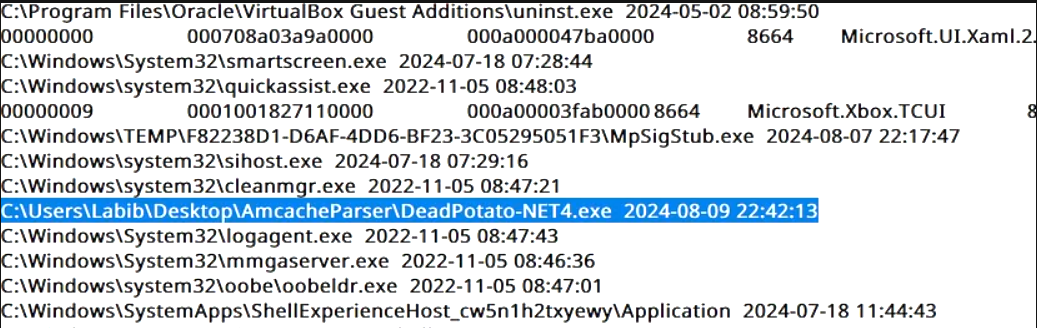 C:\Program Files\Oracle\VirtualBox Guest Additions\uninst.exe 2024-05-02 08:59:50
00000000 000708a03a9a0000 000a000047ba0000 8664 Microsoft.UI.Xaml.2.
C:\Windows\System32\smartscreen.exe 2024-07-18 07:28:44
C:\Windows\system32\quickassist.exe 2022-11-05 08:48:03
00000009 0001001827110000 000a00003fab0000 8664 Microsoft.Xbox.TCUI 8
C:\Windows\TEMP\F82238D1-D6AF-4DD6-BF23-3C05295051F3\MpSigStub.exe 2024-08-07 22:17:47
C:\Windows\system32\sihost.exe 2024-07-18 07:29:16
C:\Windows\system32\cleanmgr.exe 2022-11-05 08:47:21
C:\Users\Labib\Desktop\AmcacheParser\DeadPotato-NET4.exe 2024-08-09 22:42:13
C:\Windows\System32\logagent.exe 2022-11-05 08:47:43
C:\Windows\System32\mmgaserver.exe 2022-11-05 08:46:36
C:\Windows\System32\oobe\oobeldr.exe 2022-11-05 08:47:01
C:\Windows\SystemApps\ShellExperienceHost_cw5n1h2txyewy\Application 2024-07-18 11:44:43